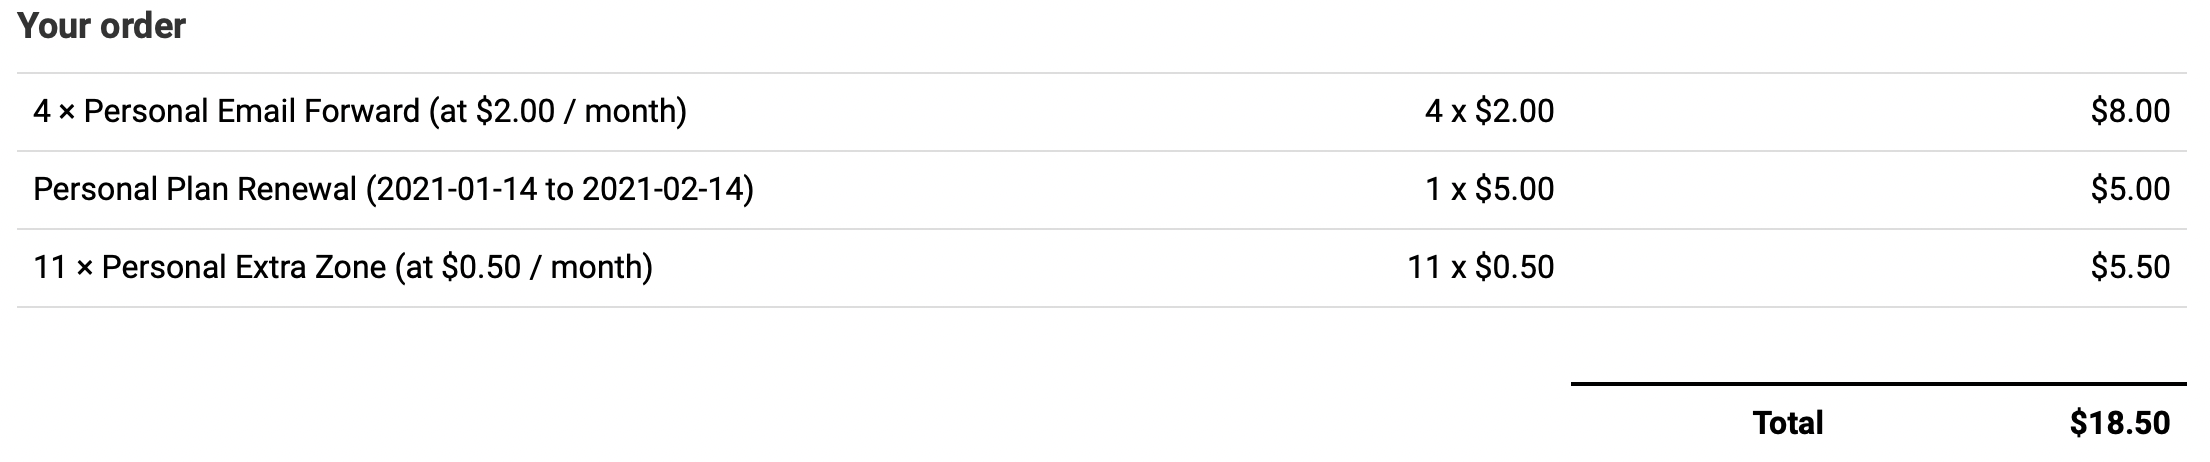 Your order
4 × Personal Email Forward (at $2.00 / month) 4 x $2.00 $8.00
Personal Plan Renewal (2021-01-14 to 2021-02-14) 1 x $5.00 $5.00
11 × Personal Extra Zone (at $0.50 / month) 11 x $0.50 $5.50
Total $18.50